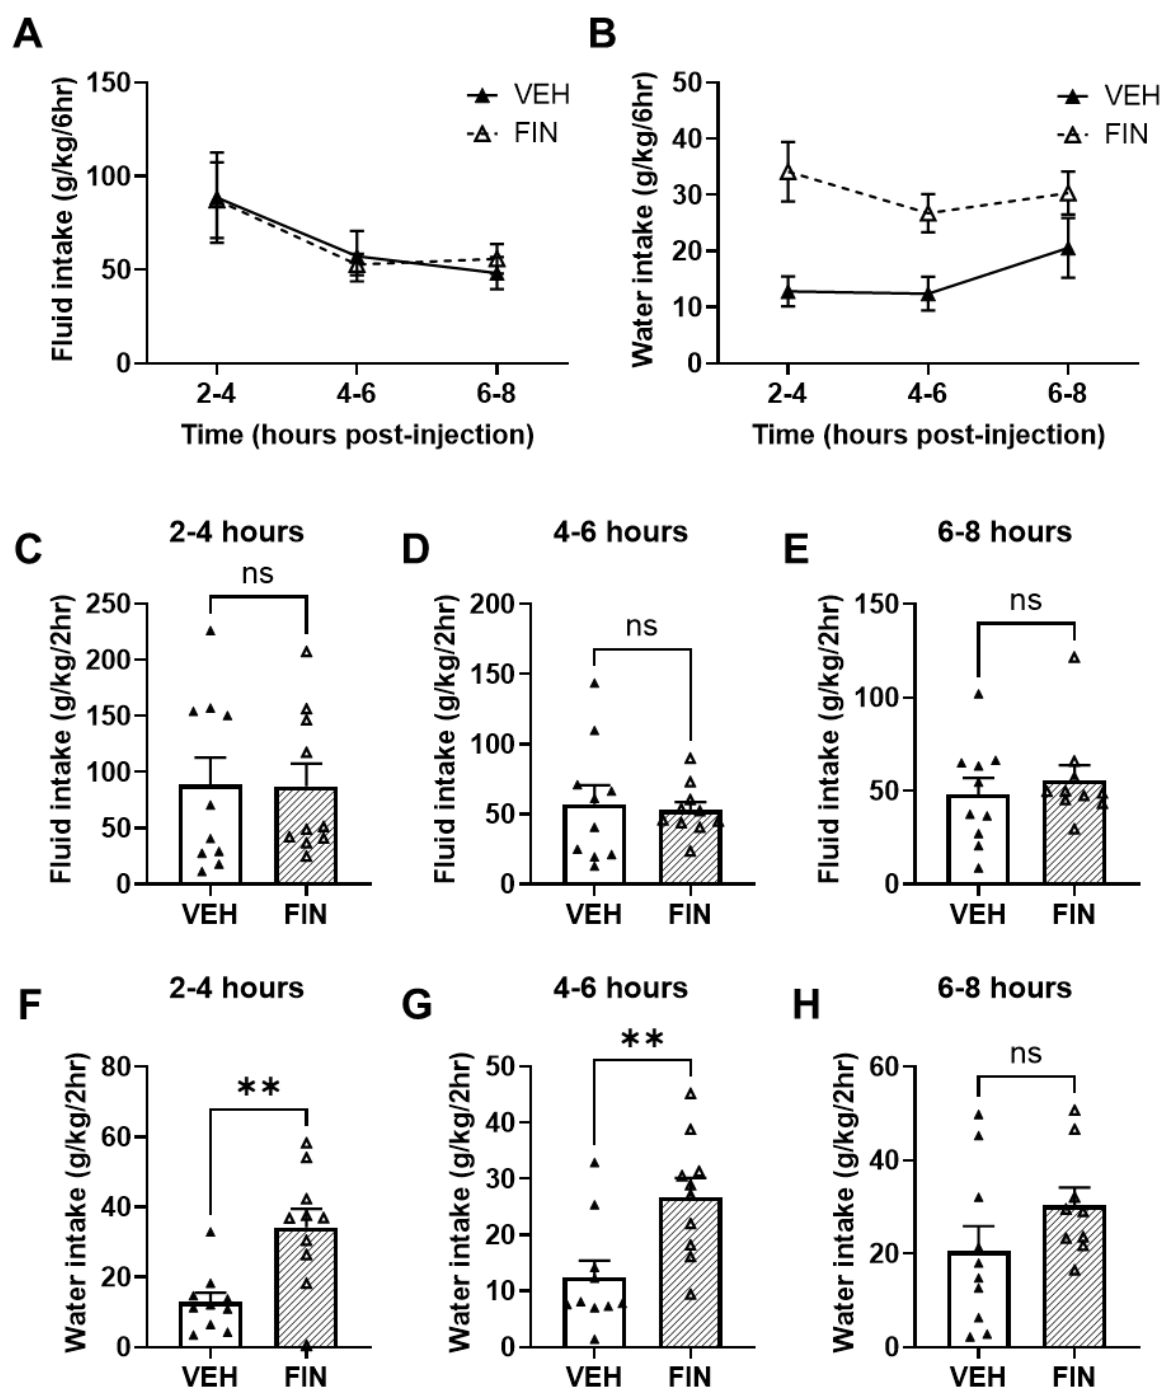 A
B
Fluid intake (g/kg/6hr)
150
100
50
0
VEH
FIN
2-4
4-6
6-8
Time (hours post-injection)
Water intake (g/kg/6hr)
50
40
30
20
10
0
VEH
FIN
2-4
4-6
6-8
Time (hours post-injection)
C
2-4 hours
ns
Fluid intake (g/kg/2hr)
250
200
150
100
50
0
VEH
FIN
D
4-6 hours
ns
Fluid intake (g/kg/2hr)
200
150
100
50
0
VEH
FIN
E
6-8 hours
ns
Fluid intake (g/kg/2hr)
150
100
50
0
VEH
FIN
F
2-4 hours
**
Water intake (g/kg/2hr)
80
60
40
20
0
VEH
FIN
G
4-6 hours
**
Water intake (g/kg/2hr)
50
40
30
20
10
0
VEH
FIN
H
6-8 hours
ns
Water intake (g/kg/2hr)
60
40
20
0
VEH
FIN